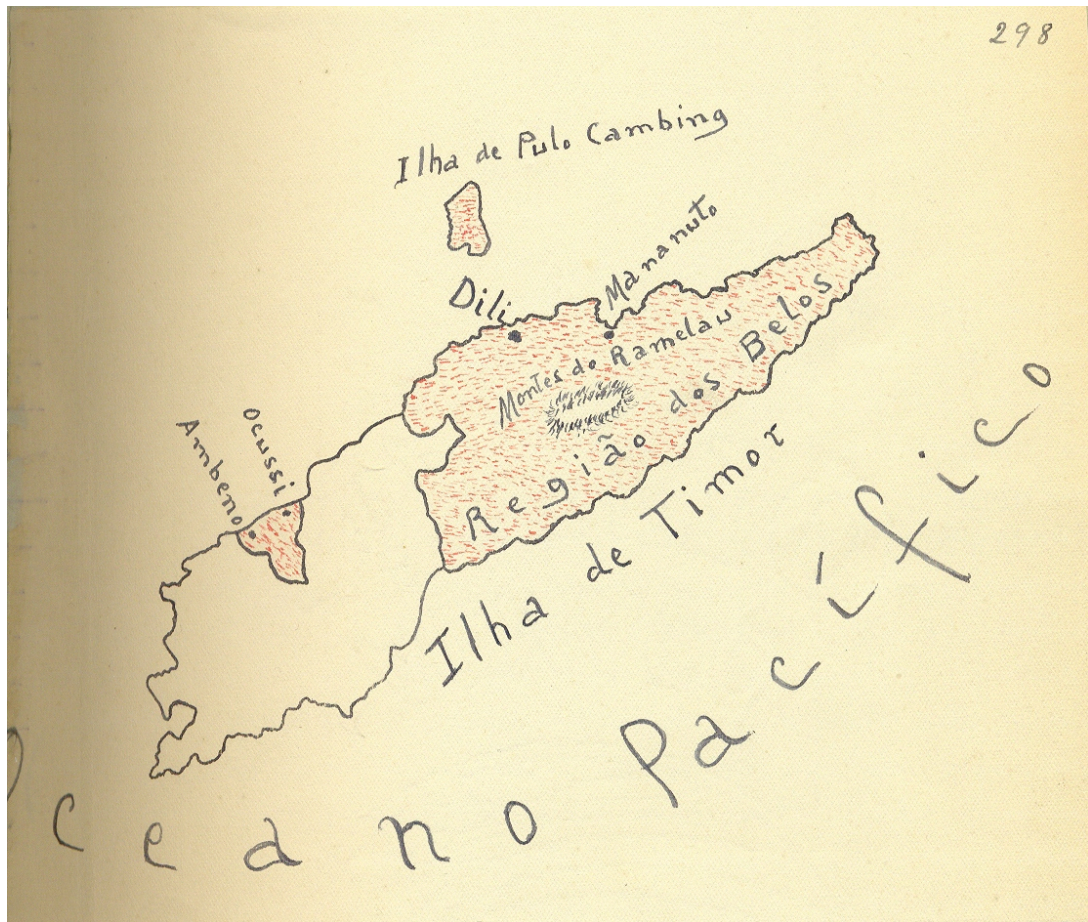 298
Ilha de Pulo Cambing
Mananuto
Dili
Montes do Ramelau
Região dos Belos
Ocussi
Ambeno
Ilha de Timor
Oceano Pacífico